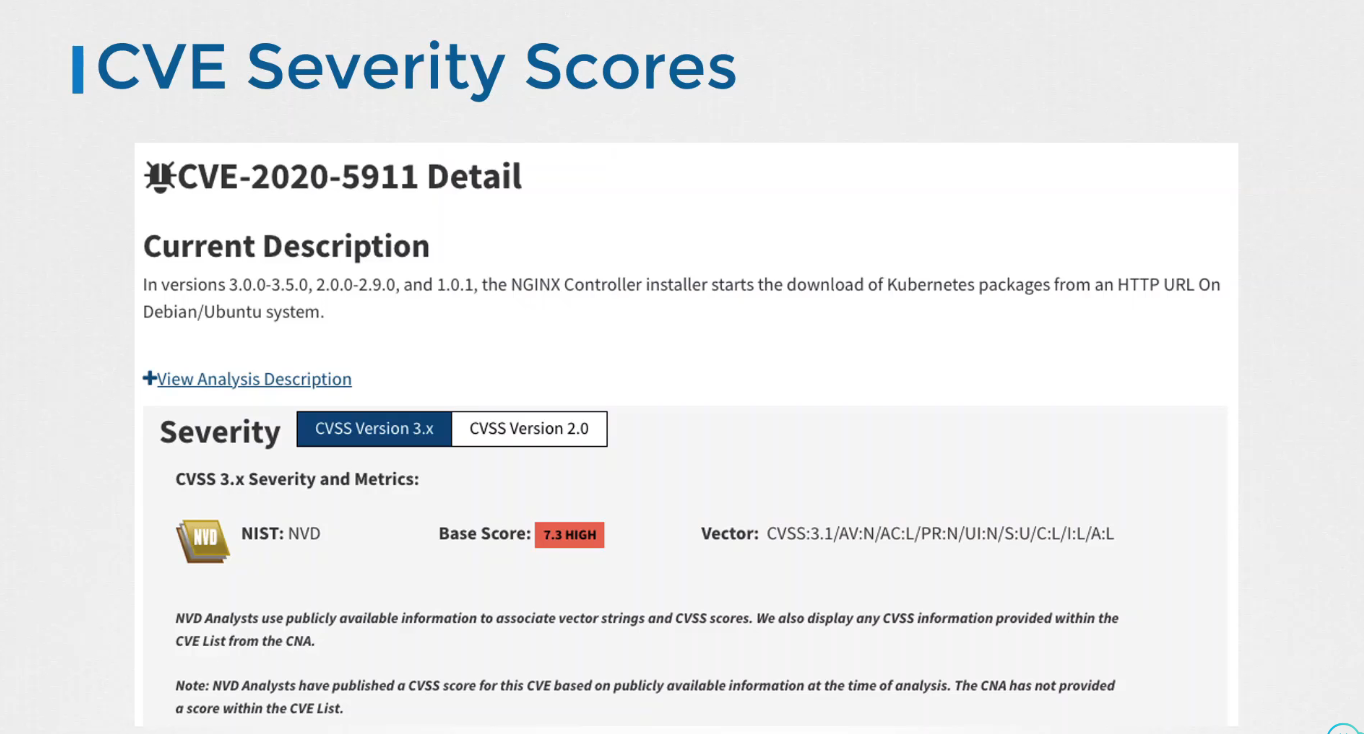 CVE Severity Scores
CVE-2020-5911 Detail
Current Description
In versions 3.0.0-3.5.0, 2.0.0-2.9.0, and 1.0.1, the NGINX Controller installer starts the download of Kubernetes packages from an HTTP URL On
Debian/Ubuntu system.
View Analysis Description
Severity CVSS Version 3.x CVSS Version 2.0
CVSS 3.x Severity and Metrics:
NVD NIST: NVD Base Score: 7.3 HIGH Vector: CVSS:3.1/AV:N/AC:L/PR:N/UI:N/S:U/C:L/I:L/A:L
NVD Analysts use publicly available information to associate vector strings and CVSS scores. We also display any CVSS information provided within the
CVE List from the CNA.
Note: NVD Analysts have published a CVSS score for this CVE based on publicly available information at the time of analysis. The CNA has not provided
a score within the CVE List.